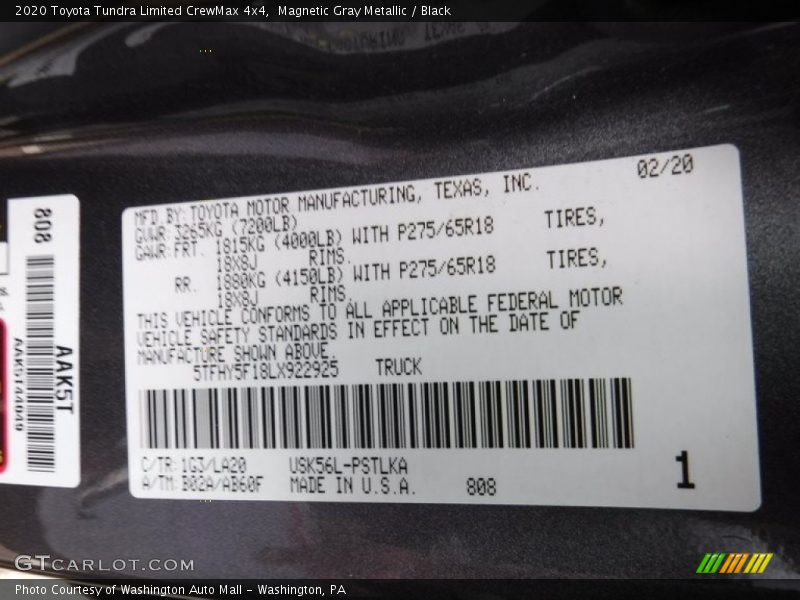 2020 Toyota Tundra Limited CrewMax 4x4, Magnetic Gray Metallic / Black
02/20
MFD.BY:TOYOTA MOTOR MANUFACTURING, TEXAS, INC.
GVWR:3265KG (7200LB)
GAWR:FRT. 1815KG (4000LB) WITH P275/65R18 TIRES,
18X8J RIMS.
RR. 1880KG (4150LB) WITH P275/65R18 TIRES,
18X8J RIMS.
THIS VEHICLE CONFORMS TO ALL APPLICABLE FEDERAL MOTOR
VEHICLE SAFETY STANDARDS IN EFFECT ON THE DATE OF
MANUFACTURE SHOWN ABOVE.
5TFHY5F18LX922925 TRUCK
C/TR:1G3/LA20 USK56L-PSTLKA
A/TM:B02A/AB60F MADE IN U.S.A. 808
1
808
AAK5T
GTCARLOT.COM
Photo Courtesy of Washington Auto Mall - Washington, PA